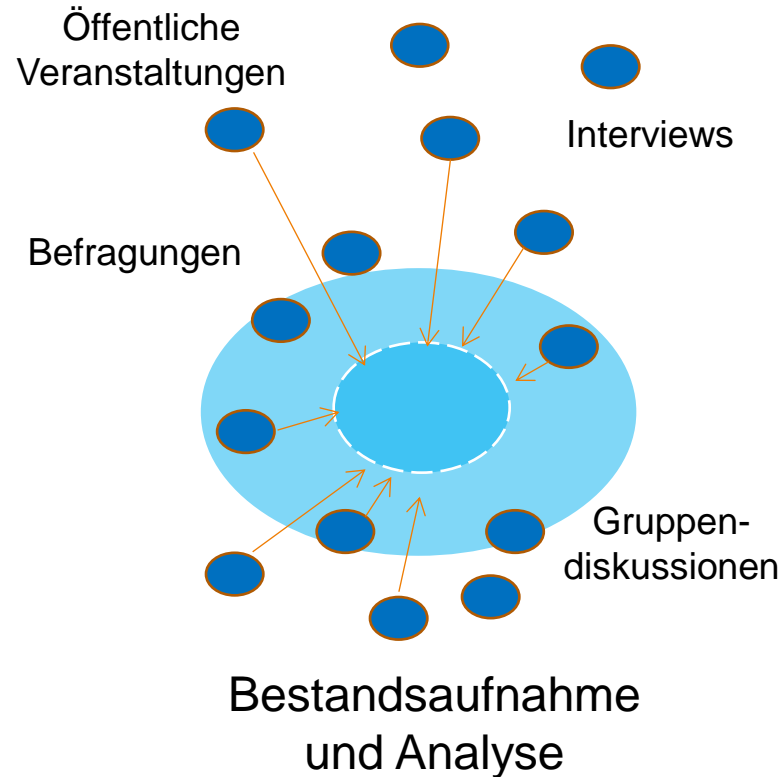 Öffentliche
Veranstaltungen
Interviews
Befragungen
Gruppen-
diskussionen
Bestandsaufnahme
und Analyse